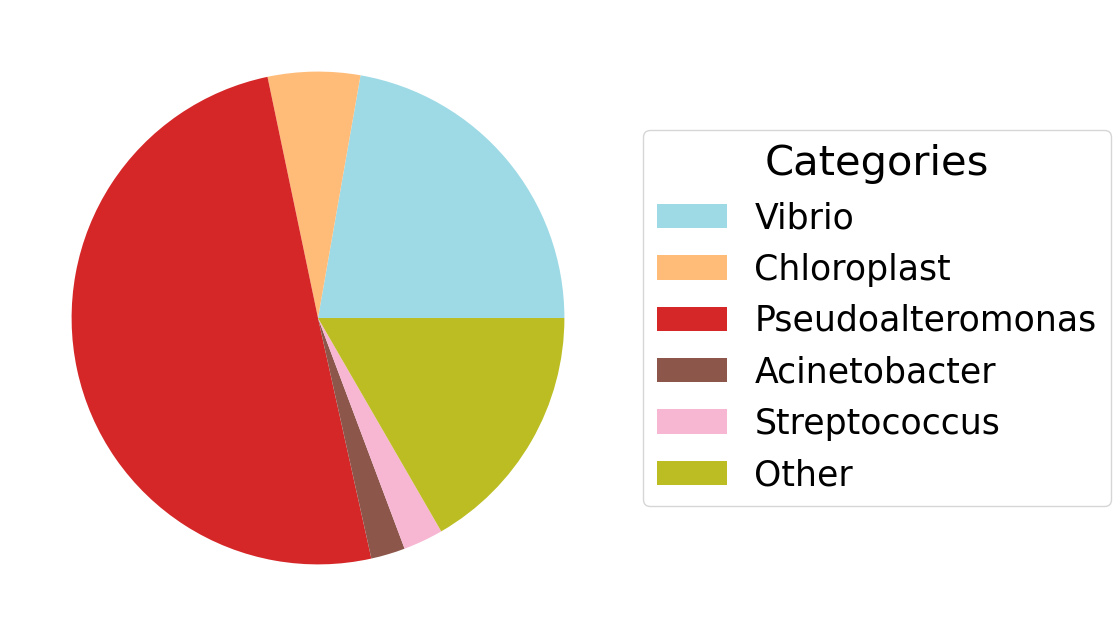 Categories
Vibrio
Chloroplast
Pseudoalteromonas
Acinetobacter
Streptococcus
Other